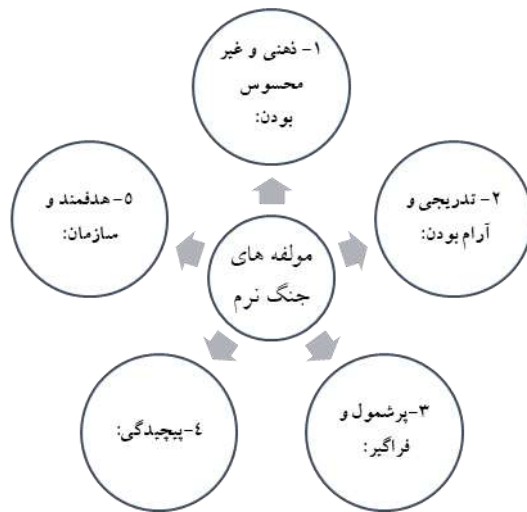 مولفه های
جنگ نرم
۱- ذهنی و غیر
محسوس
بودن:
۲- تدریجی و
آرام بودن:
۳-پرشمول و
فراگیر:
٤-پیچیدگی:
۵-هدفمند و
سازمان: